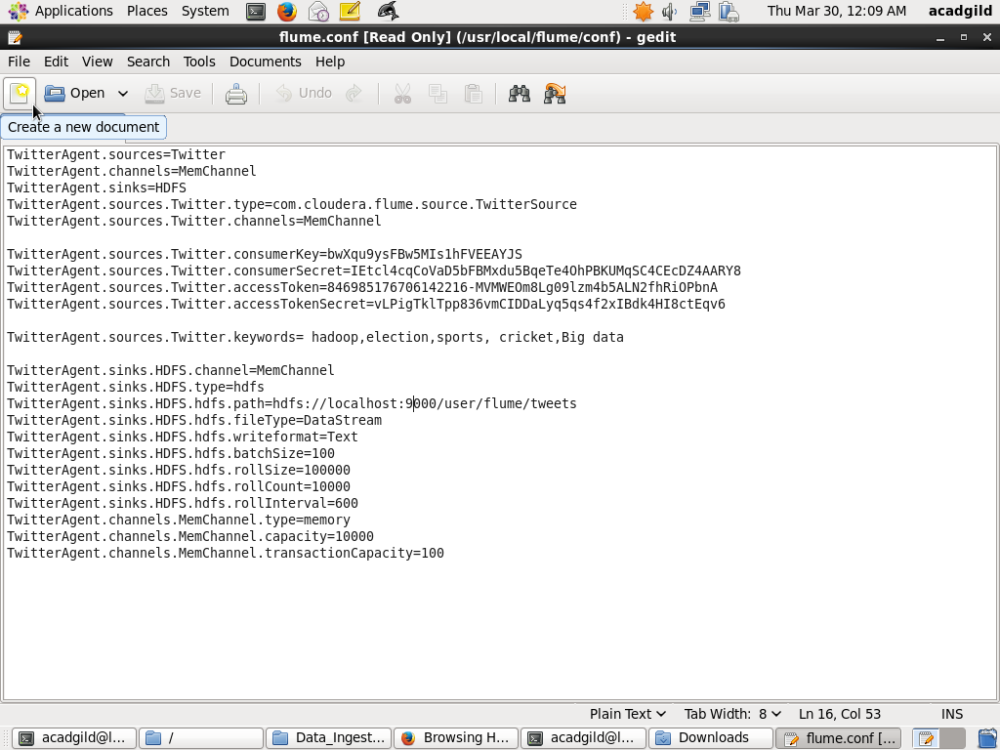 Applications Places System Thu Mar 30, 12:09 AM acadgild
flume.conf [Read Only] (/usr/local/flume/conf) - gedit
File Edit View Search Tools Documents Help
Open Save Undo
Create a new document
TwitterAgent.sources=Twitter
TwitterAgent.channels=MemChannel
TwitterAgent.sinks=HDFS
TwitterAgent.sources.Twitter.type=com.cloudera.flume.source.TwitterSource
TwitterAgent.sources.Twitter.channels=MemChannel
TwitterAgent.sources.Twitter.consumerKey=bwXqu9ysFBw5MIs1hFVEEAYJS
TwitterAgent.sources.Twitter.consumerSecret=IEtcl4cqCoVaD5bFBMxdu5BqeTe4OhPBKUMqSC4CEcDZ4AARY8
TwitterAgent.sources.Twitter.accessToken=846985176706142216-MVMWEOm8Lg09lzm4b5ALN2fhRiOPbnA
TwitterAgent.sources.Twitter.accessTokenSecret=vLPigTklTpp836vmCIDDaLyq5qs4f2xIBdk4HI8ctEqv6
TwitterAgent.sources.Twitter.keywords= hadoop,election,sports, cricket,Big data
TwitterAgent.sinks.HDFS.channel=MemChannel
TwitterAgent.sinks.HDFS.type=hdfs
TwitterAgent.sinks.HDFS.hdfs.path=hdfs://localhost:9000/user/flume/tweets
TwitterAgent.sinks.HDFS.hdfs.fileType=DataStream
TwitterAgent.sinks.HDFS.hdfs.writeformat=Text
TwitterAgent.sinks.HDFS.hdfs.batchSize=100
TwitterAgent.sinks.HDFS.hdfs.rollSize=100000
TwitterAgent.sinks.HDFS.hdfs.rollCount=10000
TwitterAgent.sinks.HDFS.hdfs.rollInterval=600
TwitterAgent.channels.MemChannel.type=memory
TwitterAgent.channels.MemChannel.capacity=10000
TwitterAgent.channels.MemChannel.transactionCapacity=100
Plain Text Tab Width: 8 Ln 16, Col 53 INS
acadgild@l... / Data_Ingest... Browsing H... acadgild@l... Downloads flume.conf [...